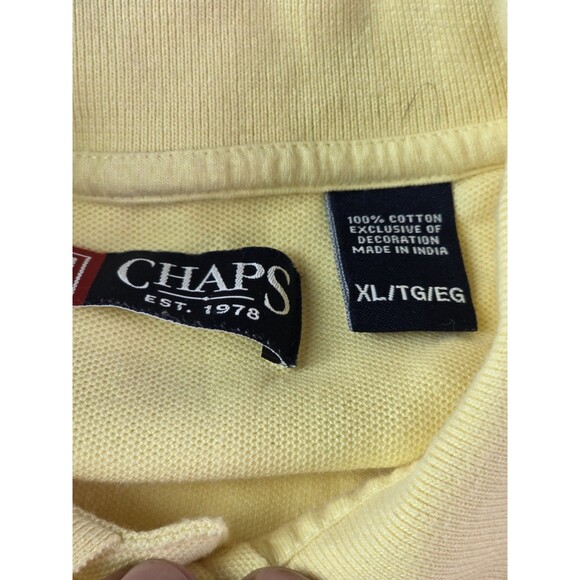 CHAPS
EST. 1978
100% COTTON
EXCLUSIVE OF
DECORATION
MADE IN INDIA
XL/TG/EG